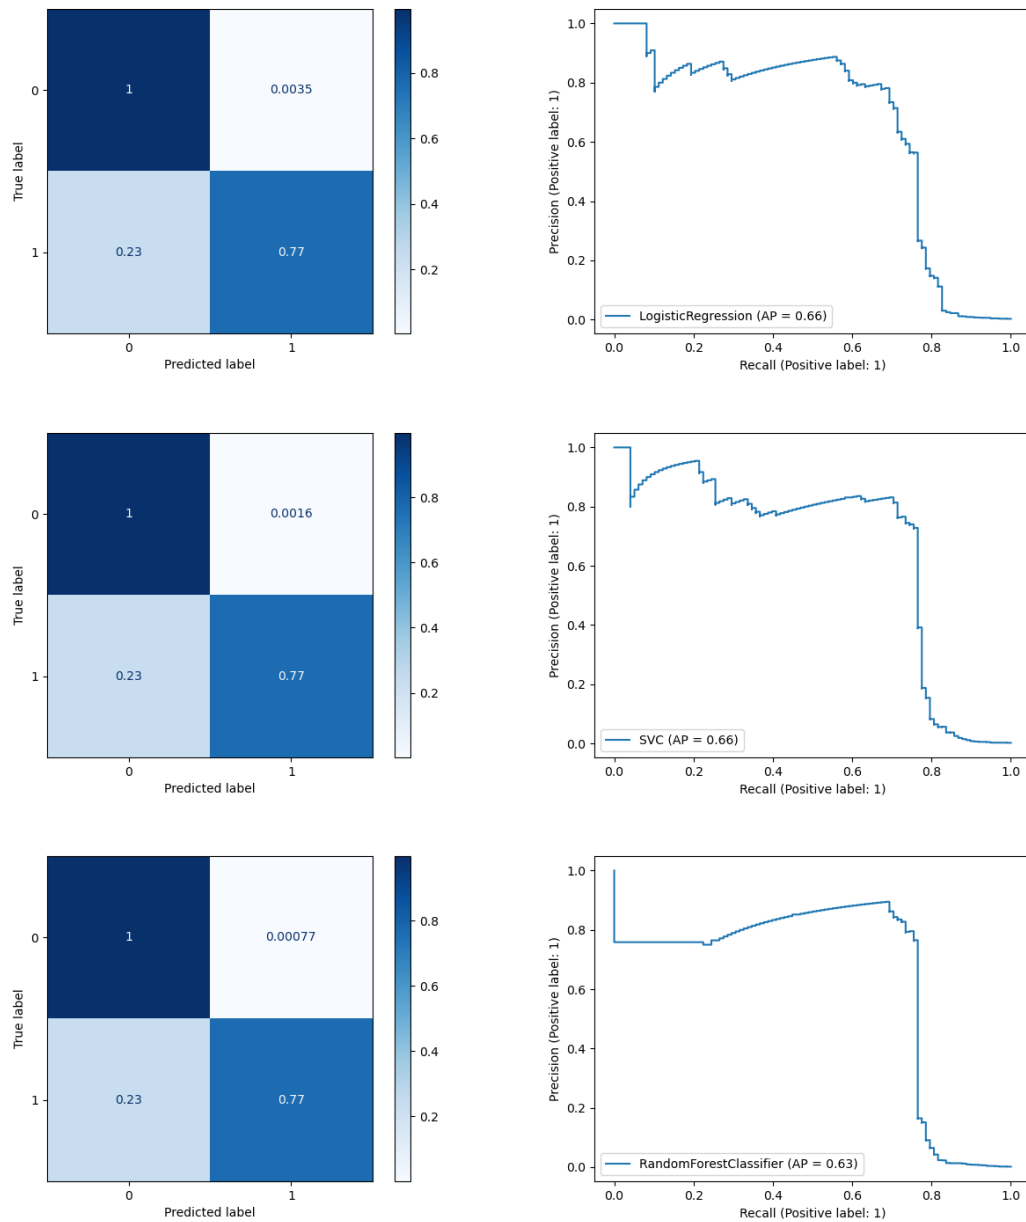 1 0.0035
0.23 0.77
0
1
True label
0 1
Predicted label
0.8
0.6
0.4
0.2
1.0
0.8
0.6
0.4
0.2
0.0
Precision (Positive label: 1)
LogisticRegression (AP = 0.66)
0.0 0.2 0.4 0.6 0.8 1.0
Recall (Positive label: 1)
1 0.0016
0.23 0.77
0
1
True label
0 1
Predicted label
0.8
0.6
0.4
0.2
1.0
0.8
0.6
0.4
0.2
0.0
Precision (Positive label: 1)
SVC (AP = 0.66)
0.0 0.2 0.4 0.6 0.8 1.0
Recall (Positive label: 1)
1 0.00077
0.23 0.77
0
1
True label
0 1
Predicted label
0.8
0.6
0.4
0.2
1.0
0.8
0.6
0.4
0.2
0.0
Precision (Positive label: 1)
RandomForestClassifier (AP = 0.63)
0.0 0.2 0.4 0.6 0.8 1.0
Recall (Positive label: 1)